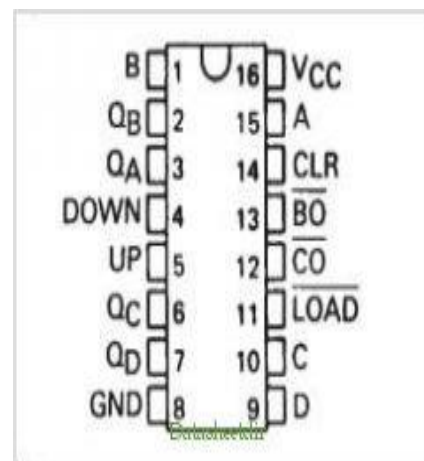 B 1 16 VCC
QB 2 15 A
QA 3 14 CLR
DOWN 4 13 BO
UP 5 12 CO
QC 6 11 LOAD
QD 7 10 C
GND 8 9 D